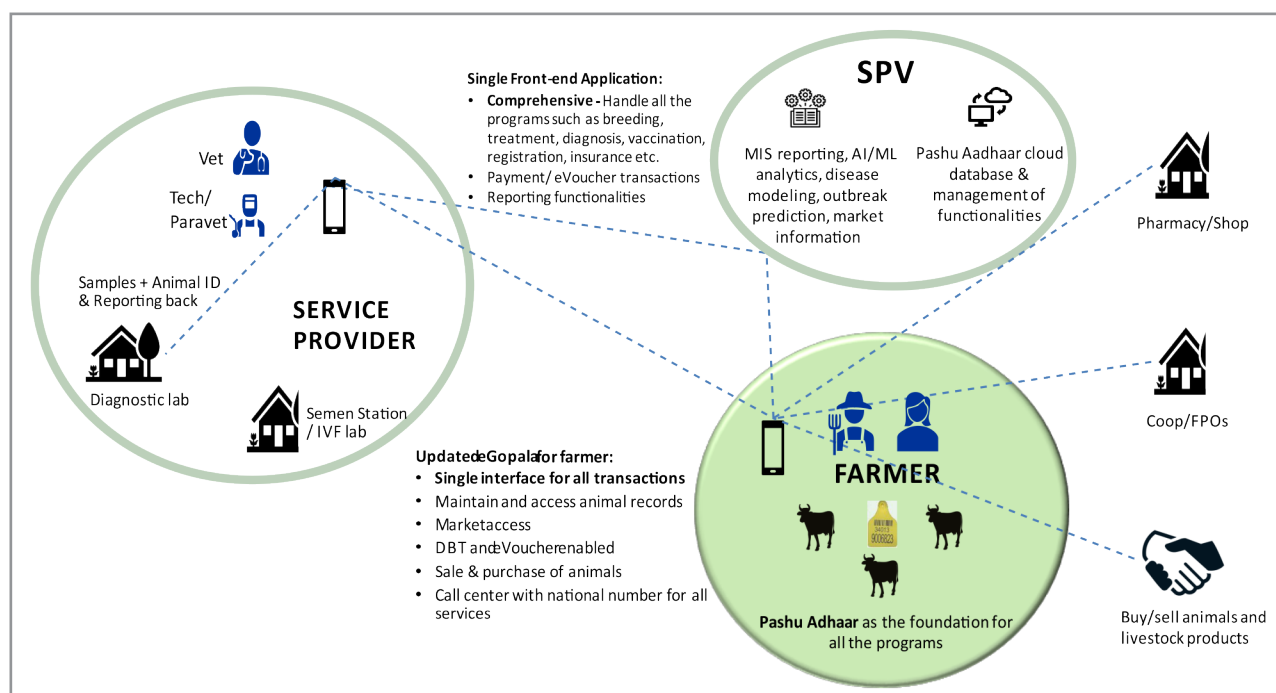 Vet
Tech/
Paravet
Samples + Animal ID
& Reporting back
SERVICE
PROVIDER
Diagnostic lab
Semen Station
/ IVF lab
Single Front-end Application:
• Comprehensive - Handle all the
programs such as breeding,
treatment, diagnosis, vaccination,
registration, insurance etc.
• Payment/ eVoucher transactions
• Reporting functionalities
SPV
MIS reporting, AI/ML
analytics, disease
modeling, outbreak
prediction, market
information
Pashu Aadhaar cloud
database &
management of
functionalities
Pharmacy/Shop
Coop/FPOs
Buy/sell animals and
livestock products
Updated eGopala for farmer:
• Single interface for all transactions
• Maintain and access animal records
• Market access
• DBT and eVoucher enabled
• Sale & purchase of animals
• Call center with national number for all
services
FARMER
9006823
Pashu Adhaar as the foundation for
all the programs